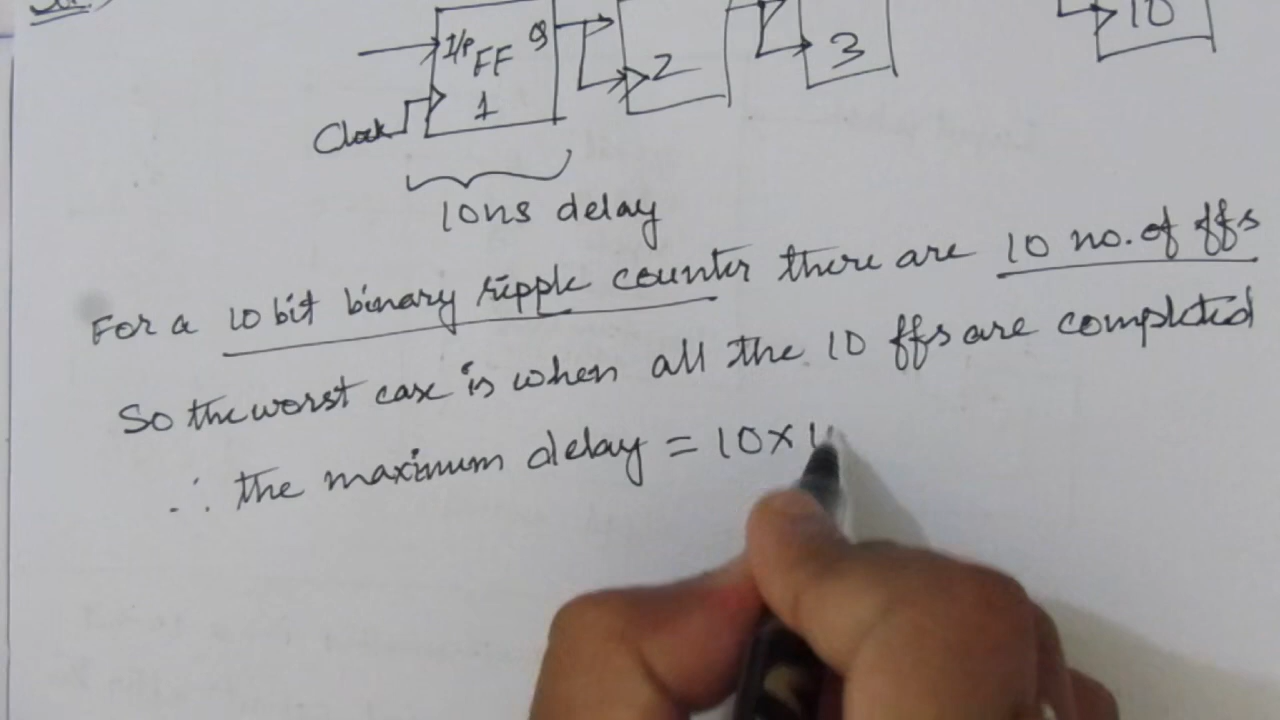 I/P FF Q
1
2
3
10
Clock
10ns delay
For a 10 bit binary ripple counter there are 10 no. of ffs
So the worst case is when all the 10 ffs are completed
∴ the maximum delay = 10 × 1